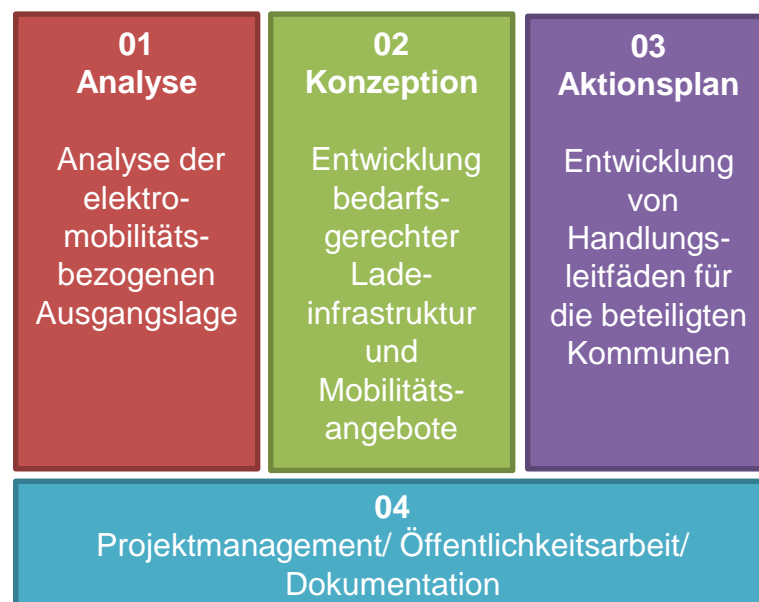 01
Analyse
Analyse der
elektro-
mobilitäts-
bezogenen
Ausgangslage
02
Konzeption
Entwicklung
bedarfs-
gerechter
Lade-
infrastruktur
und
Mobilitäts-
angebote
03
Aktionsplan
Entwicklung
von
Handlungs-
leitfäden für
die beteiligten
Kommunen
04
Projektmanagement/ Öffentlichkeitsarbeit/
Dokumentation